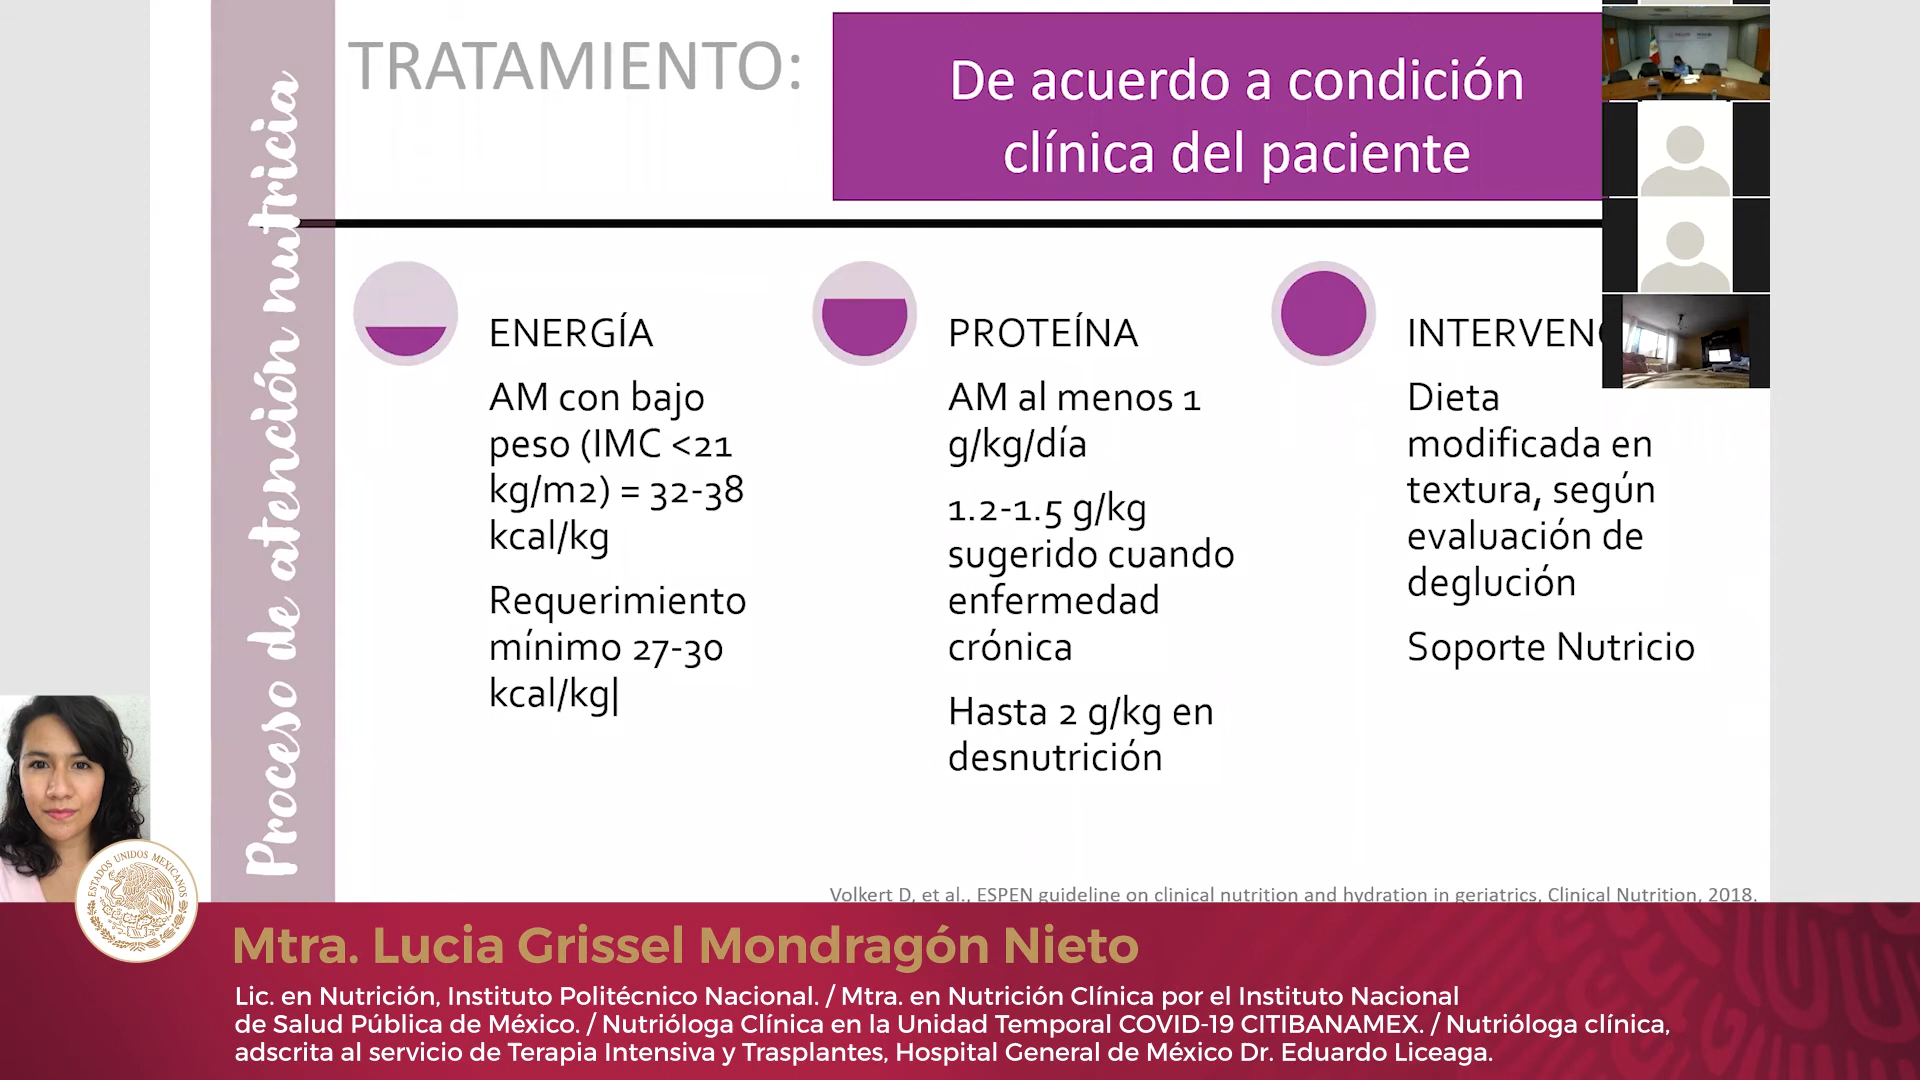 Proceso de atención nutricia
TRATAMIENTO:
De acuerdo a condición
clínica del paciente
ENERGÍA
AM con bajo
peso (IMC <21
kg/m2) = 32-38
kcal/kg
Requerimiento
mínimo 27-30
kcal/kg
PROTEÍNA
AM al menos 1
g/kg/día
1.2-1.5 g/kg
sugerido cuando
enfermedad
crónica
Hasta 2 g/kg en
desnutrición
INTERVEN
Dieta
modificada en
textura, según
evaluación de
deglución
Soporte Nutricio
Volkert D, et al., ESPEN guideline on clinical nutrition and hydration in geriatrics, Clinical Nutrition, 2018.
ESTADOS UNIDOS MEXICANOS
Mtra. Lucia Grissel Mondragón Nieto
Lic. en Nutrición, Instituto Politécnico Nacional. / Mtra. en Nutrición Clínica por el Instituto Nacional
de Salud Pública de México. / Nutrióloga Clínica en la Unidad Temporal COVID-19 CITIBANAMEX. / Nutrióloga clínica,
adscrita al servicio de Terapia Intensiva y Trasplantes, Hospital General de México Dr. Eduardo Liceaga.